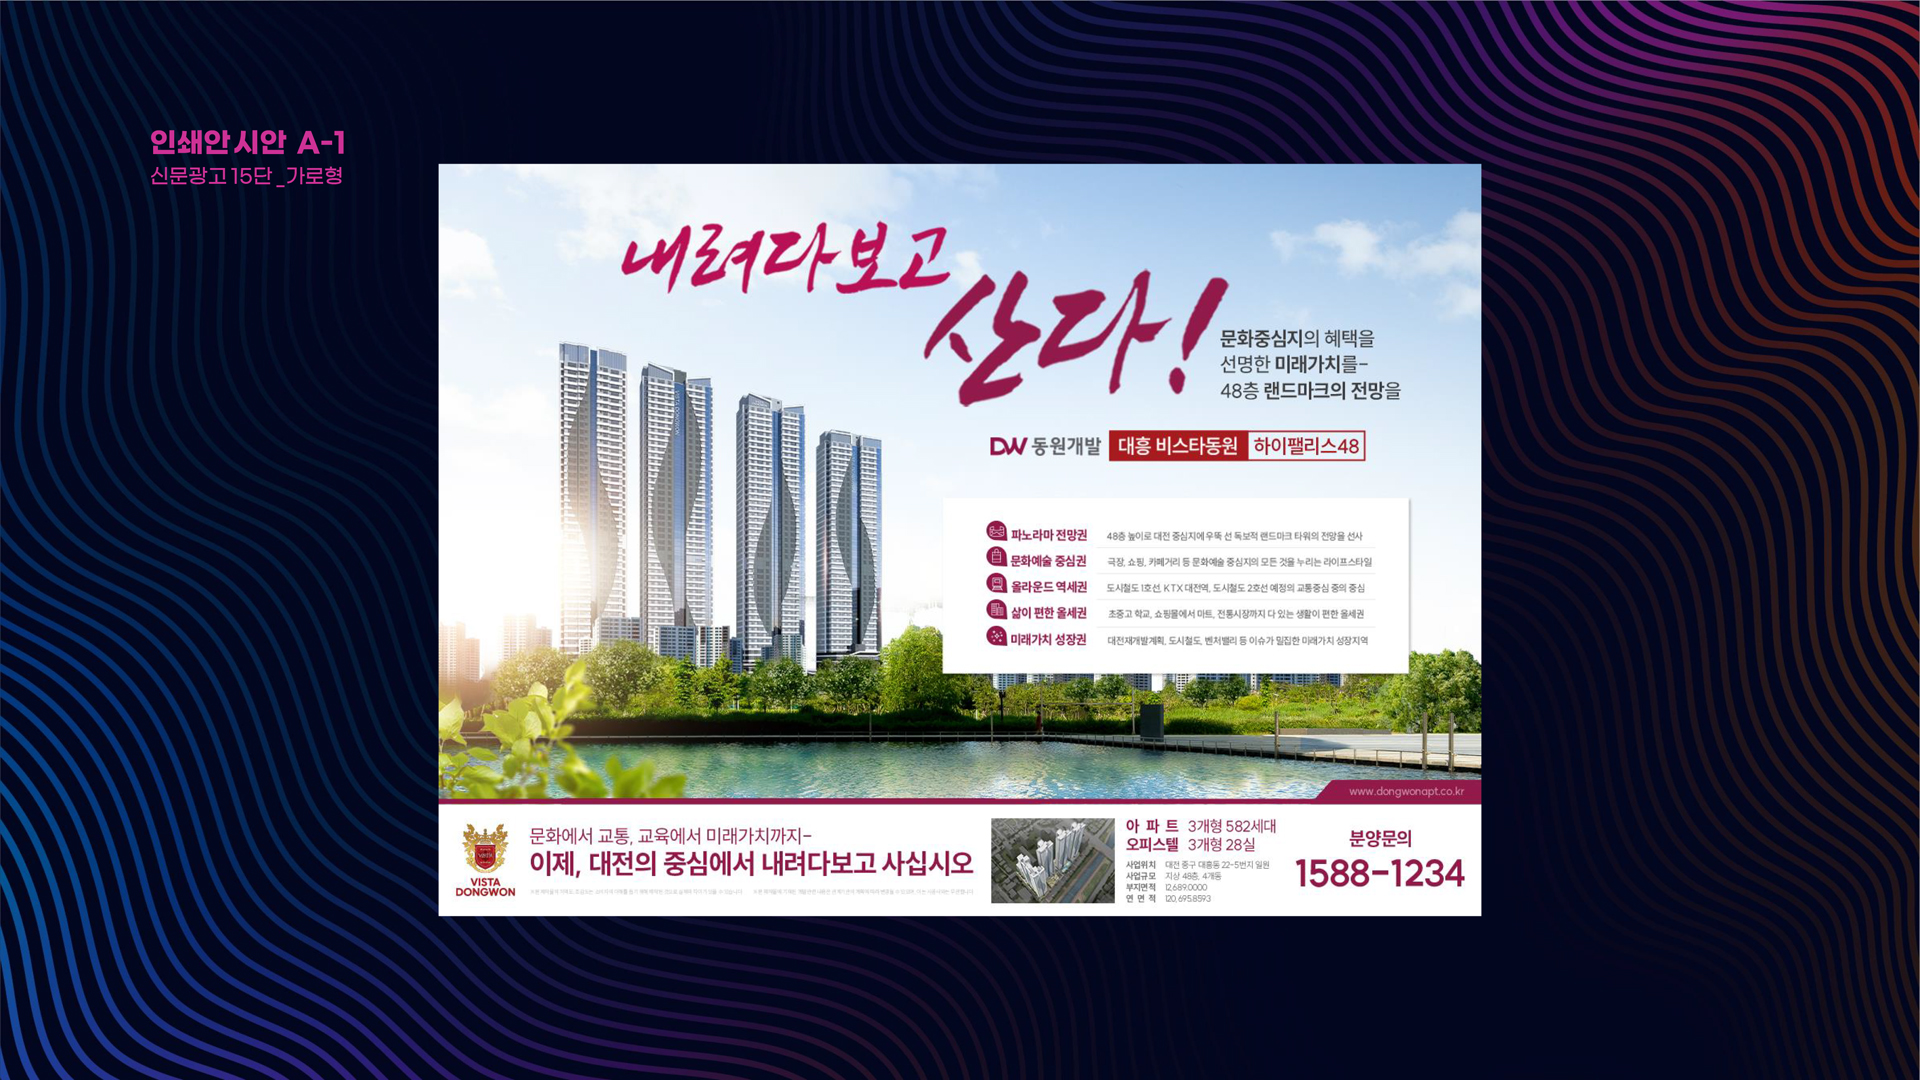 인쇄안 시안 A-1
신문광고 15단_가로형
내려다보고
산다!
문화중심지의 혜택을
선명한 미래가치를-
48층 랜드마크의 전망을
DW 동원개발 대흥 비스타동원 하이팰리스48
파노라마 전망권 48층 높이로 대전 중심지에 우뚝 선 독보적 랜드마크 타워의 전망을 선사
문화예술 중심권 극장, 쇼핑, 카페거리 등 문화예술 중심지의 모든 것을 누리는 라이프스타일
올라운드 역세권 도시철도 1호선, KTX 대전역, 도시철도 2호선 예정의 교통중심 중의 중심
삶이 편한 올세권 초중고 학교, 쇼핑몰에서 마트, 전통시장까지 다 있는 생활이 편한 올세권
미래가치 성장권 대전재개발계획, 도시철도, 벤처밸리 등 이슈가 밀집한 미래가치 성장지역
www.dongwonapt.co.kr
VISTA
DONGWON
문화에서 교통, 교육에서 미래가치까지-
이제, 대전의 중심에서 내려다보고 사십시오
아 파 트 3개형 582세대
오피스텔 3개형 28실
사업위치 대전 중구 대흥동 22-5번지 일원
사업규모 지상 48층, 4개동
부지면적 12,689.0000
연 면 적 120,695.8593
분양문의
1588-1234